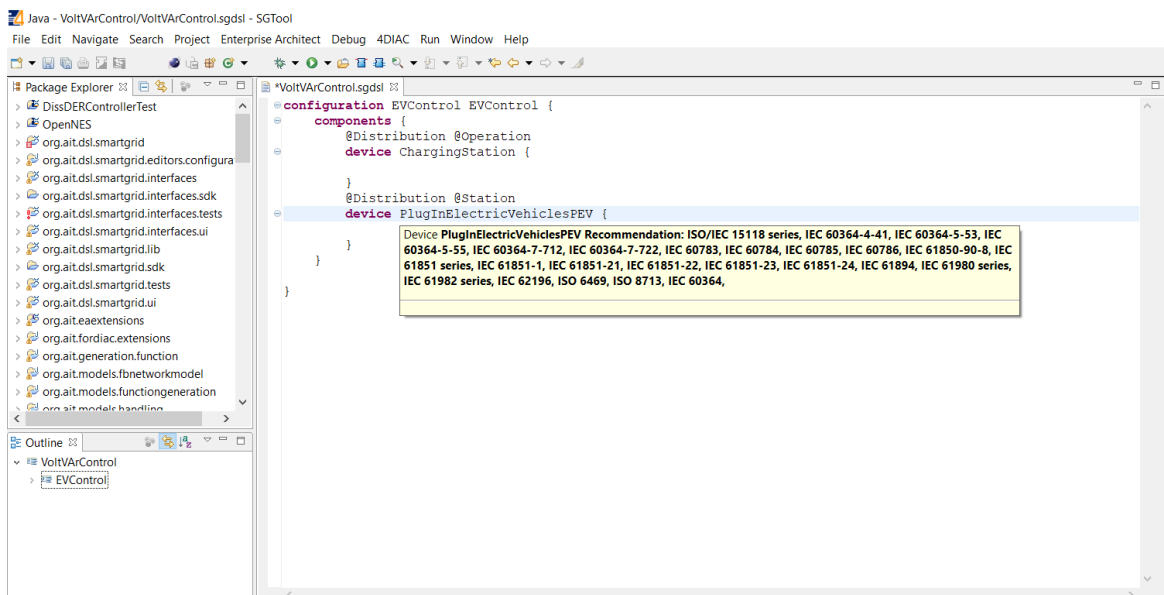 Java - VoltVArControl/VoltVArControl.sgdsl - SGTool
File Edit Navigate Search Project Enterprise Architect Debug 4DIAC Run Window Help
Package Explorer
DissDERControllerTest
OpenNES
org.ait.dsl.smartgrid
org.ait.dsl.smartgrid.editors.configura
org.ait.dsl.smartgrid.interfaces
org.ait.dsl.smartgrid.interfaces.sdk
org.ait.dsl.smartgrid.interfaces.tests
org.ait.dsl.smartgrid.interfaces.ui
org.ait.dsl.smartgrid.lib
org.ait.dsl.smartgrid.sdk
org.ait.dsl.smartgrid.tests
org.ait.dsl.smartgrid.ui
org.ait.eaextensions
org.ait.fordiac.extensions
org.ait.generation.function
org.ait.models.fbnetworkmodel
org.ait.models.functiongeneration
org.ait.models.handling
Outline
VoltVArControl
EVControl
*VoltVArControl.sgdsl
configuration EVControl EVControl {
components {
@Distribution @Operation
device ChargingStation {
}
@Distribution @Station
device PlugInElectricVehiclesPEV {
}
}
}
Device PlugInElectricVehiclesPEV Recommendation: ISO/IEC 15118 series, IEC 60364-4-41, IEC 60364-5-53, IEC
60364-5-55, IEC 60364-7-712, IEC 60364-7-722, IEC 60783, IEC 60784, IEC 60785, IEC 60786, IEC 61850-90-8, IEC
61851 series, IEC 61851-1, IEC 61851-21, IEC 61851-22, IEC 61851-23, IEC 61851-24, IEC 61894, IEC 61980 series,
IEC 61982 series, IEC 62196, ISO 6469, ISO 8713, IEC 60364,